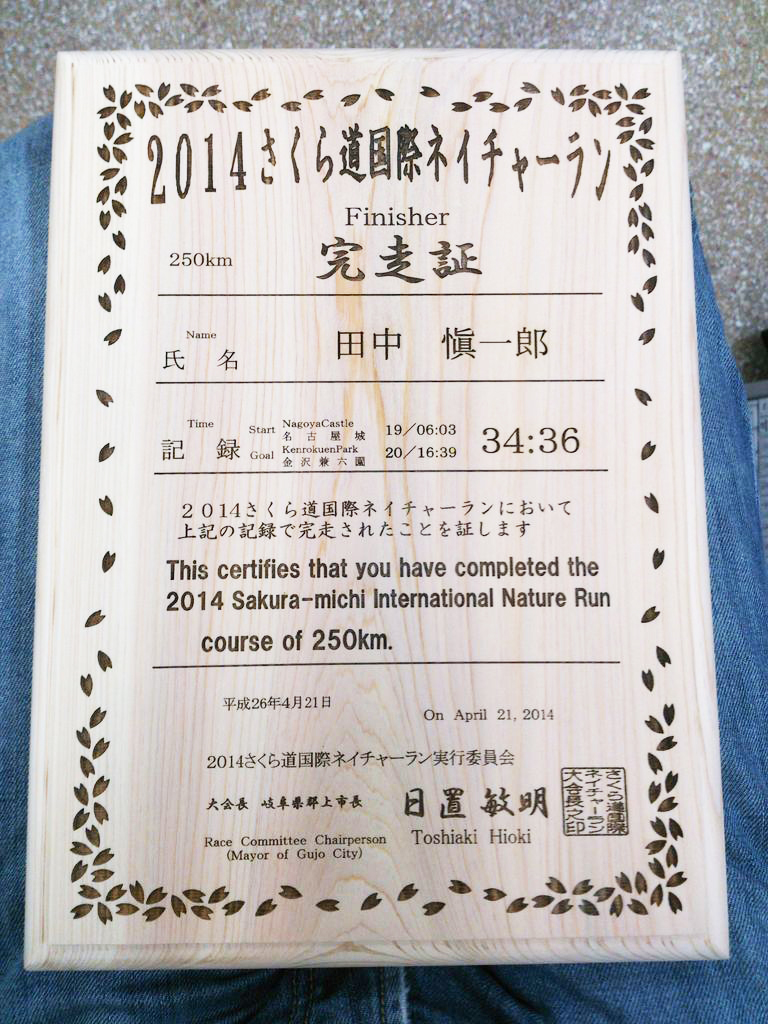 2014さくら道国際ネイチャーラン
Finisher
250km 完走証
Name
氏名 田中 愼一郎
Time
記録
Start NagoyaCastle 名古屋城 19/06:03
Goal KenrokuenPark 金沢兼六園 20/16:39
34:36
2014さくら道国際ネイチャーランにおいて
上記の記録で完走されたことを証します
This certifies that you have completed the
2014 Sakura-michi International Nature Run
course of 250km.
平成26年4月21日
On April 21, 2014
2014さくら道国際ネイチャーラン実行委員会
大会長 岐阜県郡上市長 日置 敏明
Race Committee Chairperson Toshiaki Hioki
(Mayor of Gujo City)
さくら道国際
ネイチャーラン
大会長之印